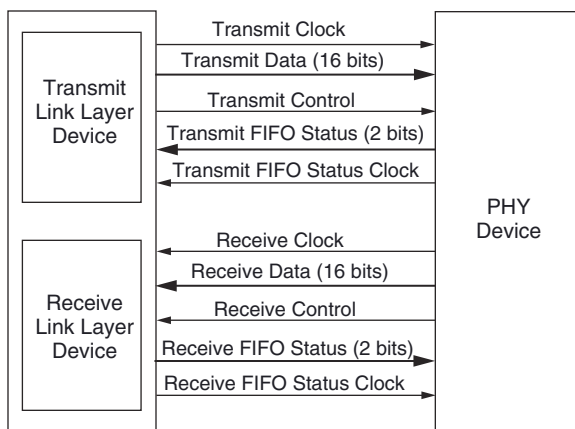 Transmit
Link Layer
Device
Transmit Clock
Transmit Data (16 bits)
Transmit Control
Transmit FIFO Status (2 bits)
Transmit FIFO Status Clock
PHY
Device
Receive
Link Layer
Device
Receive Clock
Receive Data (16 bits)
Receive Control
Receive FIFO Status (2 bits)
Receive FIFO Status Clock